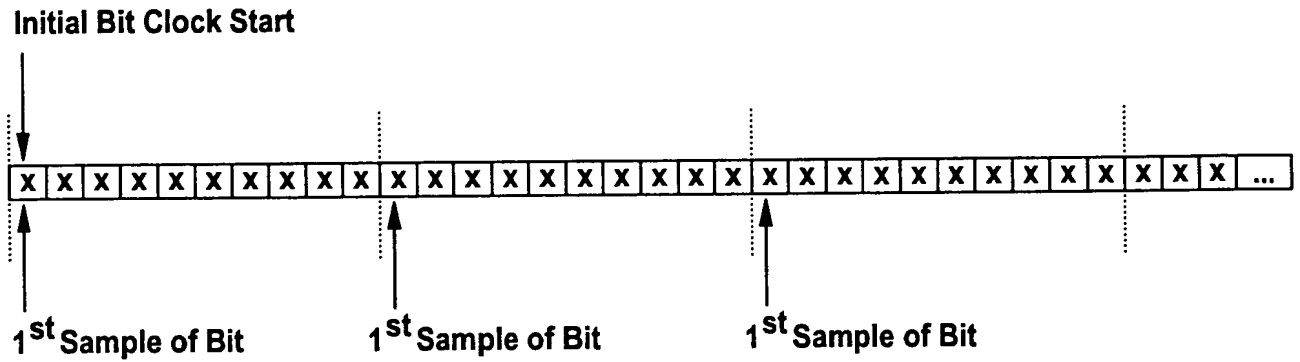 Initial Bit Clock Start
X X X X X X X X X X X X X X X X X X X X X X X X X X X X X X X X X ...
1st Sample of Bit 1st Sample of Bit 1st Sample of Bit